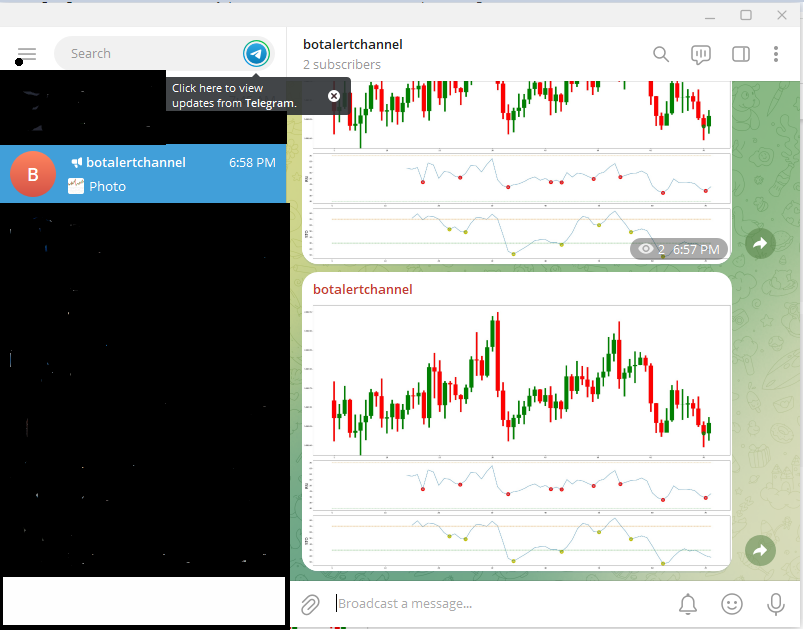 Search
botalertchannel
2 subscribers
Click here to view
updates from Telegram.
B
botalertchannel
6:58 PM
Photo
2 6:57 PM
botalertchannel
Broadcast a message...